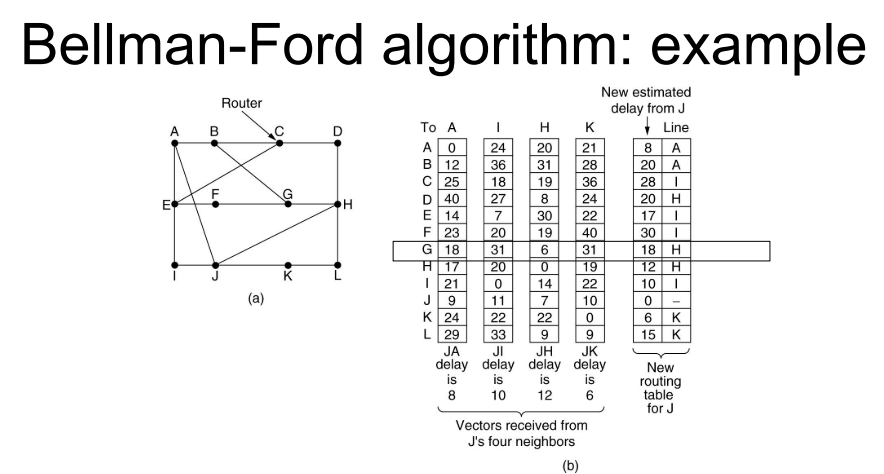 Bellman-Ford algorithm: example
Router
A B C D
E F G H
I J K L
(a)
New estimated
delay from J
To A I H K Line
A 0 24 20 21 8 A
B 12 36 31 28 20 A
C 25 18 19 36 28 I
D 40 27 8 24 20 H
E 14 7 30 22 17 I
F 23 20 19 40 30 I
G 18 31 6 31 18 H
H 17 20 0 19 12 H
I 21 0 14 22 10 I
J 9 11 7 10 0 –
K 24 22 22 0 6 K
L 29 33 9 9 15 K
JA JI JH JK
delay delay delay delay
is is is is
8 10 12 6
New
routing
table
for J
Vectors received from
J's four neighbors
(b)